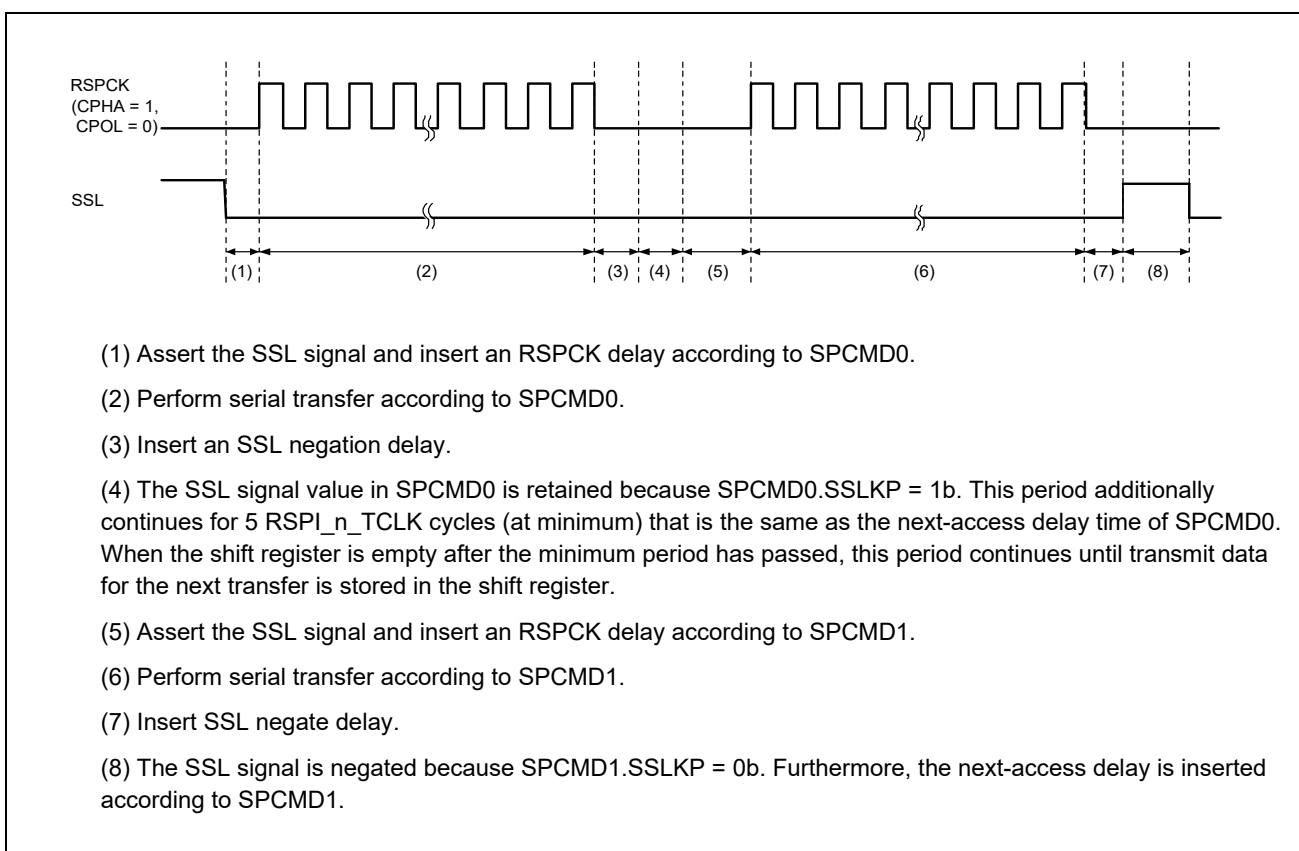 RSPCK
(CPHA = 1,
CPOL = 0)
SSL
(1) (2) (3) (4) (5) (6) (7) (8)
(1) Assert the SSL signal and insert an RSPCK delay according to SPCMD0.
(2) Perform serial transfer according to SPCMD0.
(3) Insert an SSL negation delay.
(4) The SSL signal value in SPCMD0 is retained because SPCMD0.SSLKP = 1b. This period additionally
continues for 5 RSPI_n_TCLK cycles (at minimum) that is the same as the next-access delay time of SPCMD0.
When the shift register is empty after the minimum period has passed, this period continues until transmit data
for the next transfer is stored in the shift register.
(5) Assert the SSL signal and insert an RSPCK delay according to SPCMD1.
(6) Perform serial transfer according to SPCMD1.
(7) Insert SSL negate delay.
(8) The SSL signal is negated because SPCMD1.SSLKP = 0b. Furthermore, the next-access delay is inserted
according to SPCMD1.